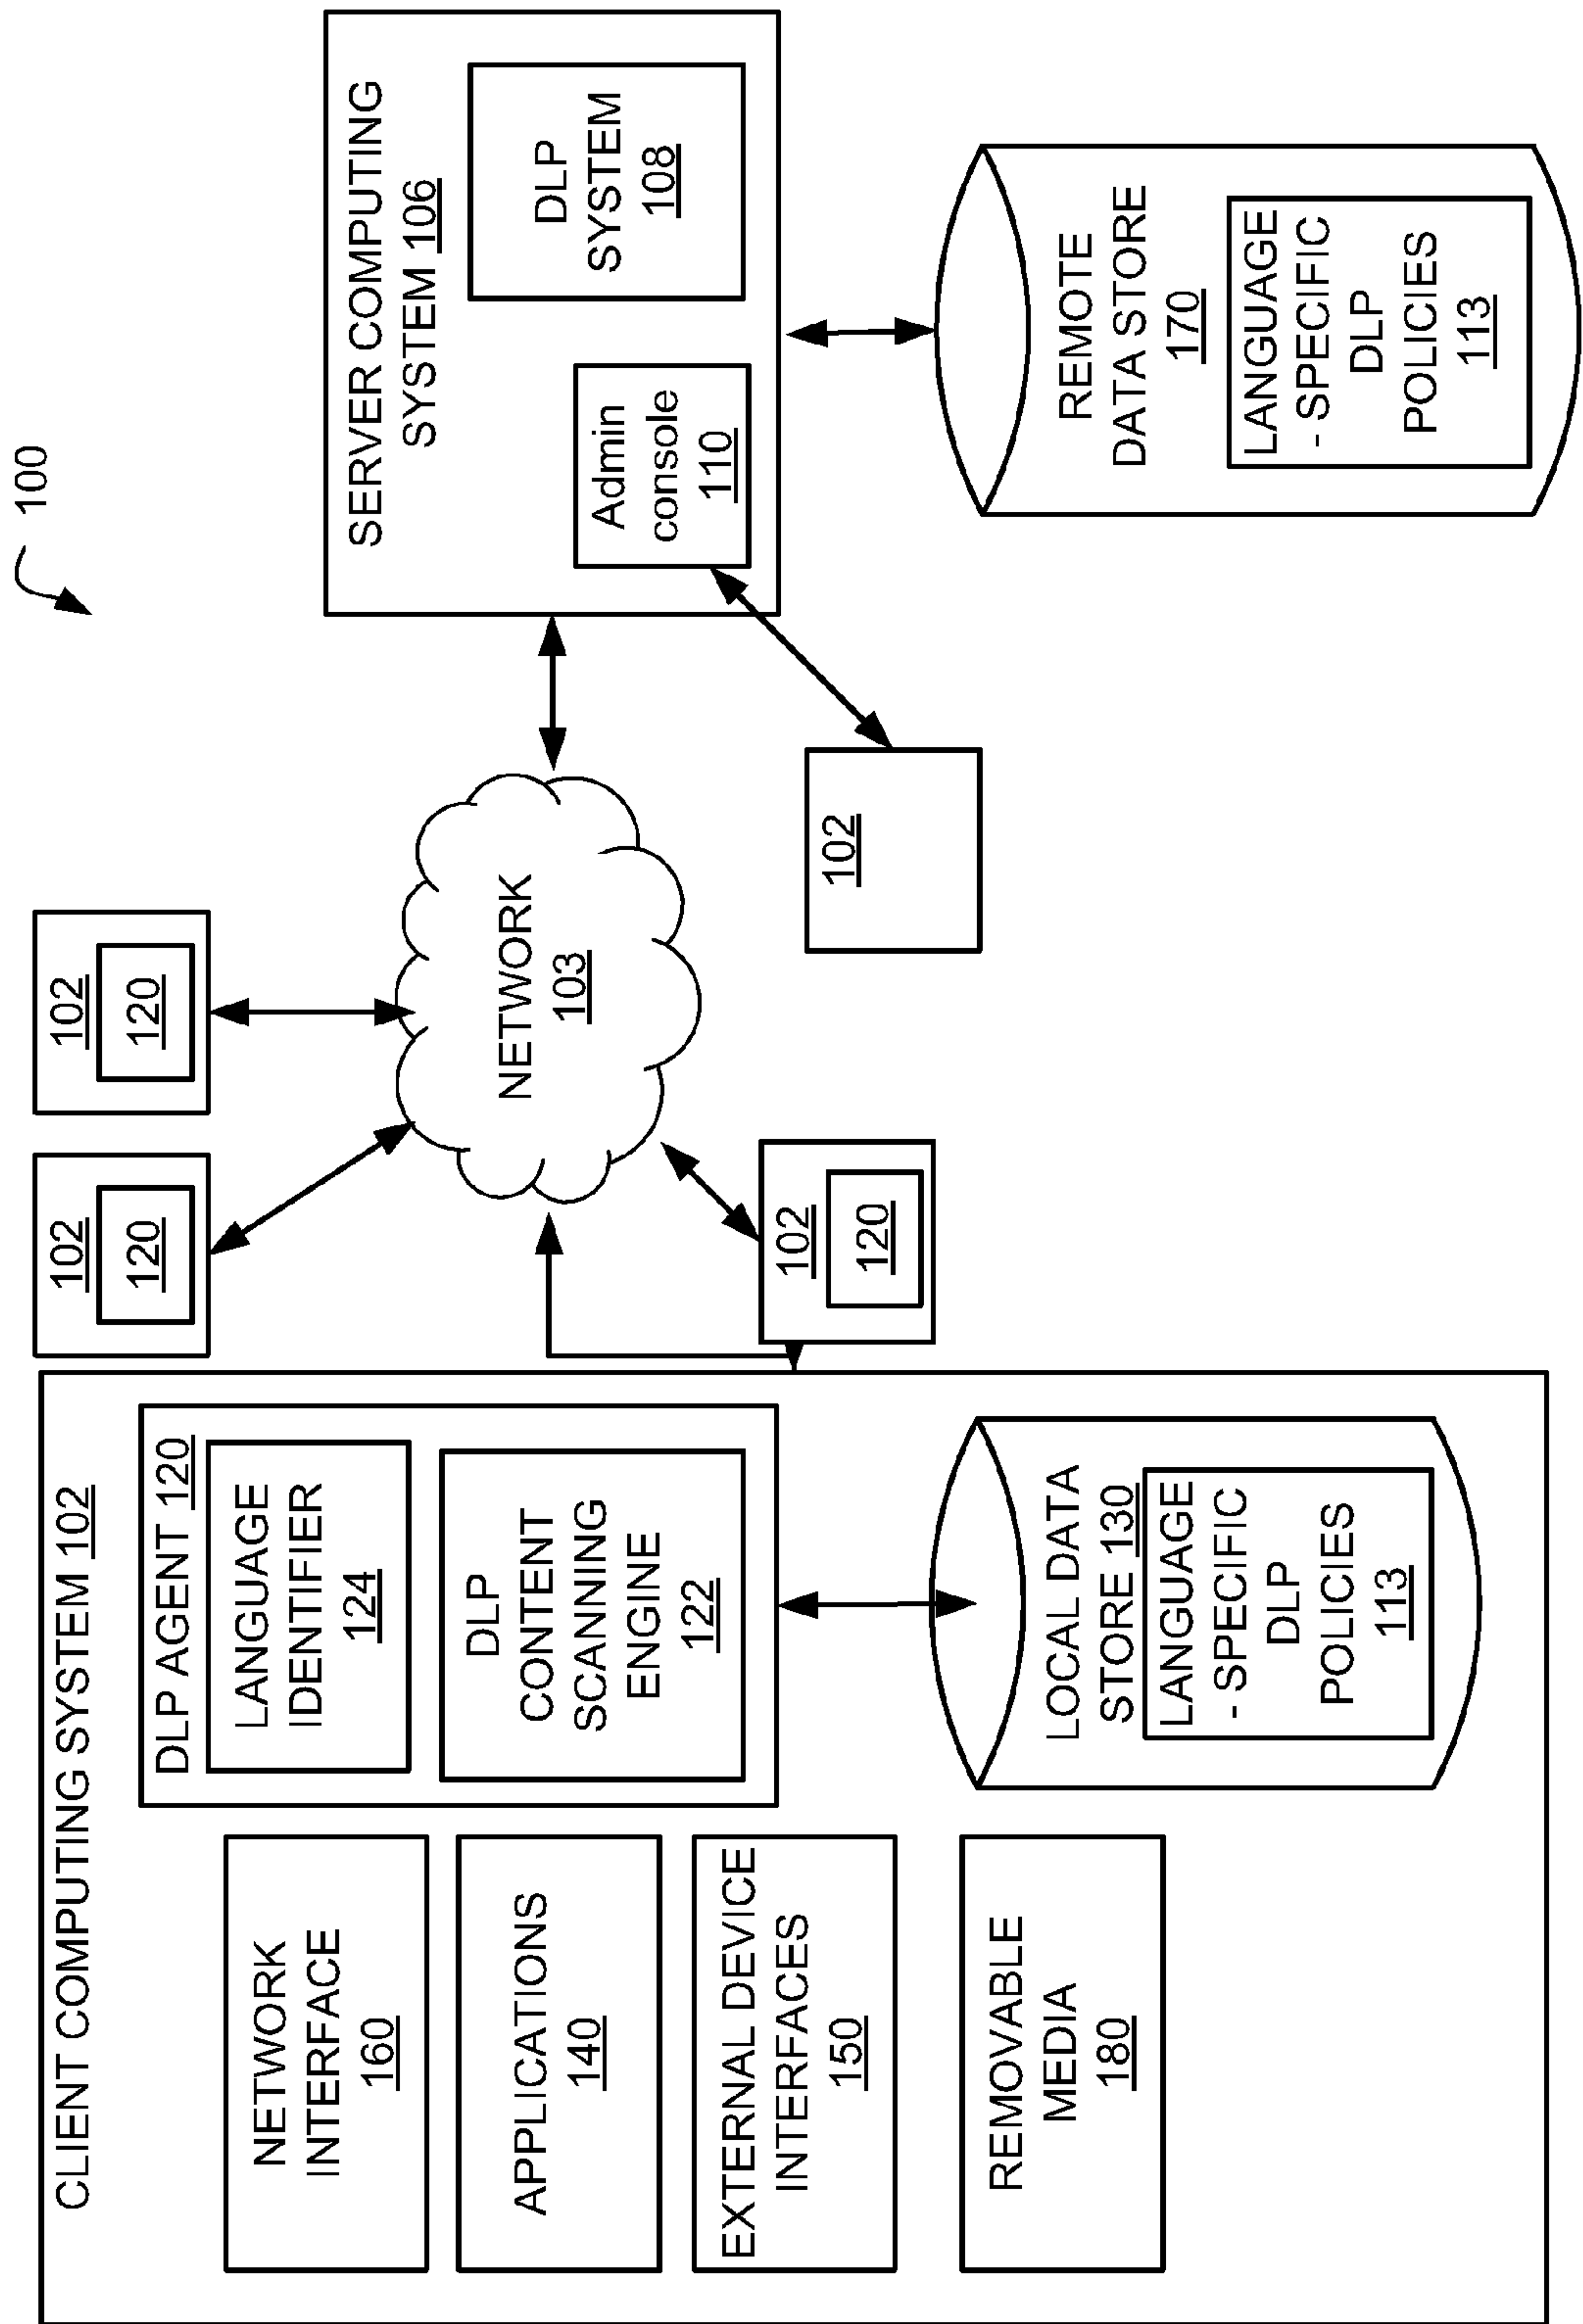 100
CLIENT COMPUTING SYSTEM 102
NETWORK
INTERFACE
160
APPLICATIONS
140
EXTERNAL DEVICE
INTERFACES
150
REMOVABLE
MEDIA
180
DLP AGENT 120
LANGUAGE
IDENTIFIER
124
DLP
CONTENT
SCANNING
ENGINE
122
LOCAL DATA
STORE 130
LANGUAGE
- SPECIFIC
DLP
POLICIES
113
102
120
102
120
102
120
NETWORK
103
102
SERVER COMPUTING
SYSTEM 106
DLP
SYSTEM
108
Admin
console
110
REMOTE
DATA STORE
170
LANGUAGE
- SPECIFIC
DLP
POLICIES
113